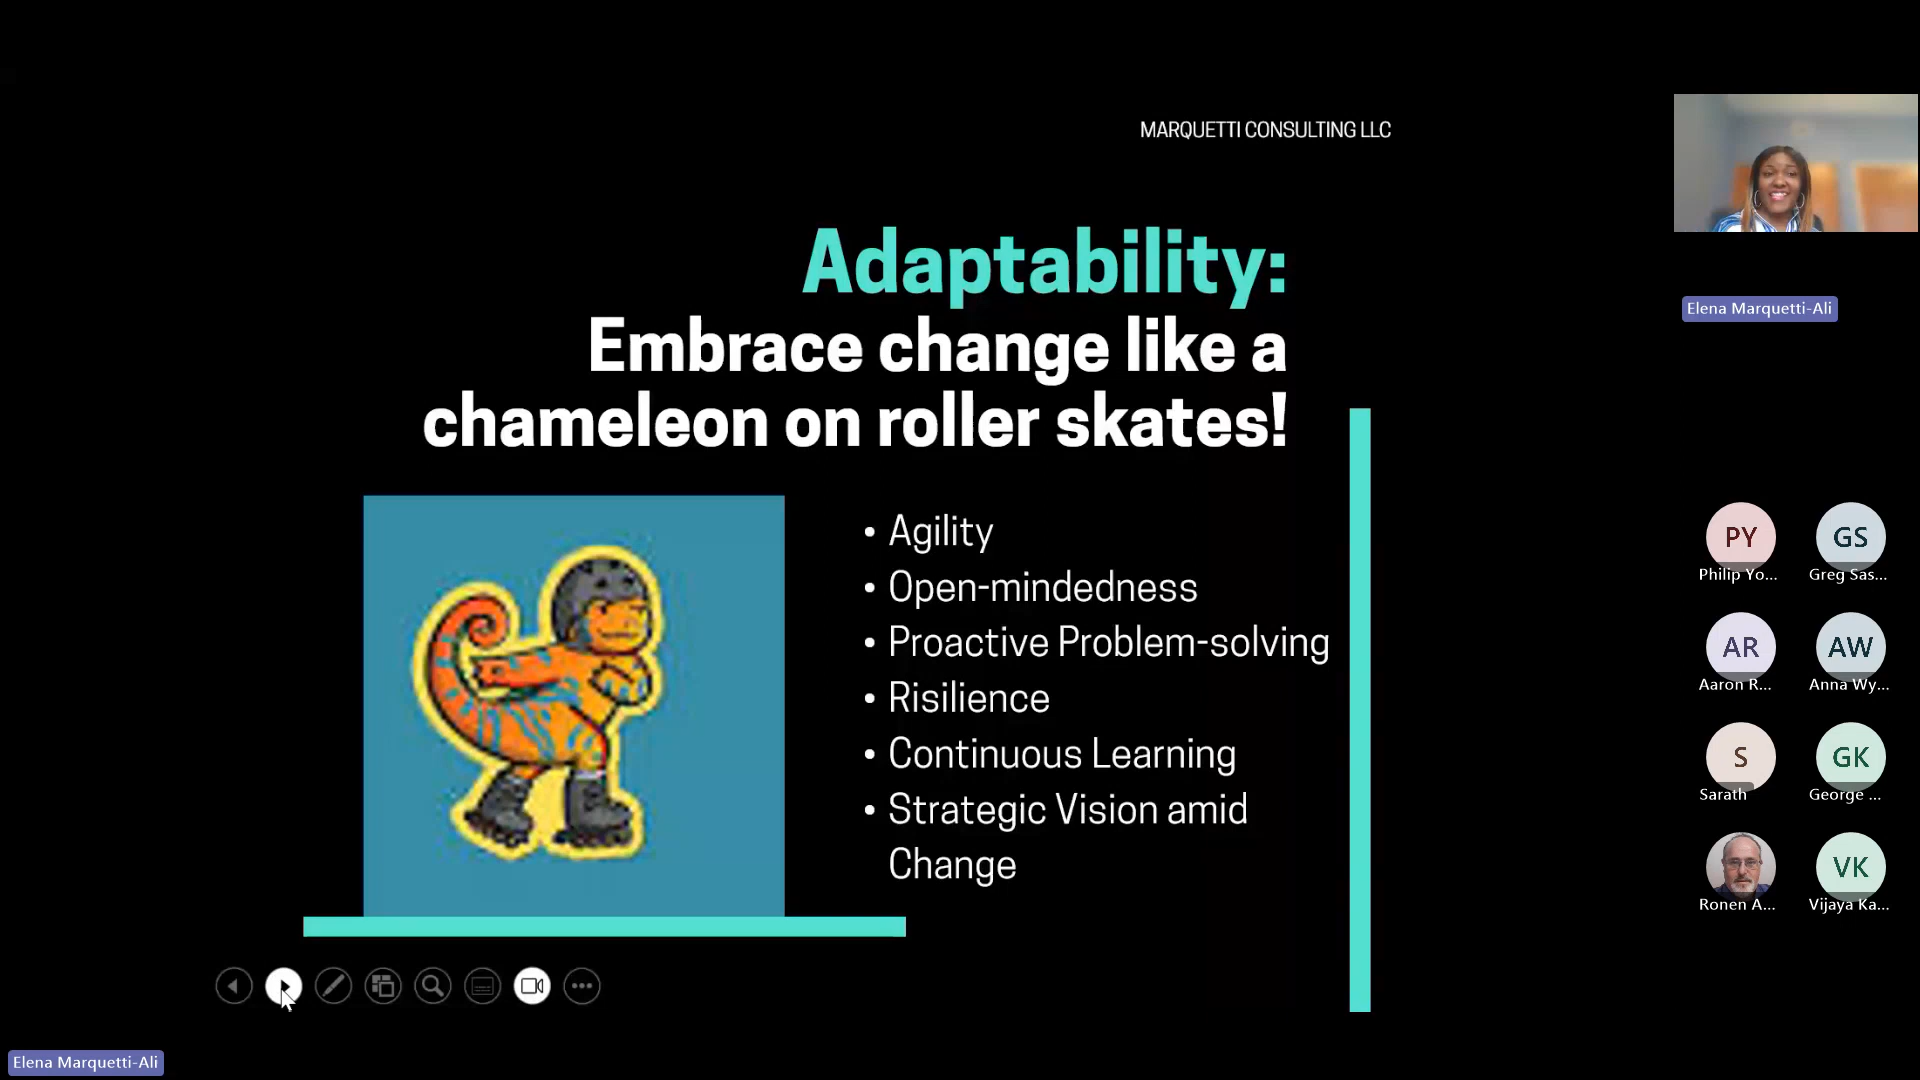 MARQUETTI CONSULTING LLC
Adaptability:
Embrace change like a
chameleon on roller skates!
• Agility
• Open-mindedness
• Proactive Problem-solving
• Risilience
• Continuous Learning
• Strategic Vision amid
Change
Elena Marquetti-Ali
PY
GS
Philip Yo...
Greg Sas...
AR
AW
Aaron R...
Anna Wy...
S
GK
Sarath
George ...
VK
Ronen A...
Vijaya Ka...
Elena Marquetti-Ali